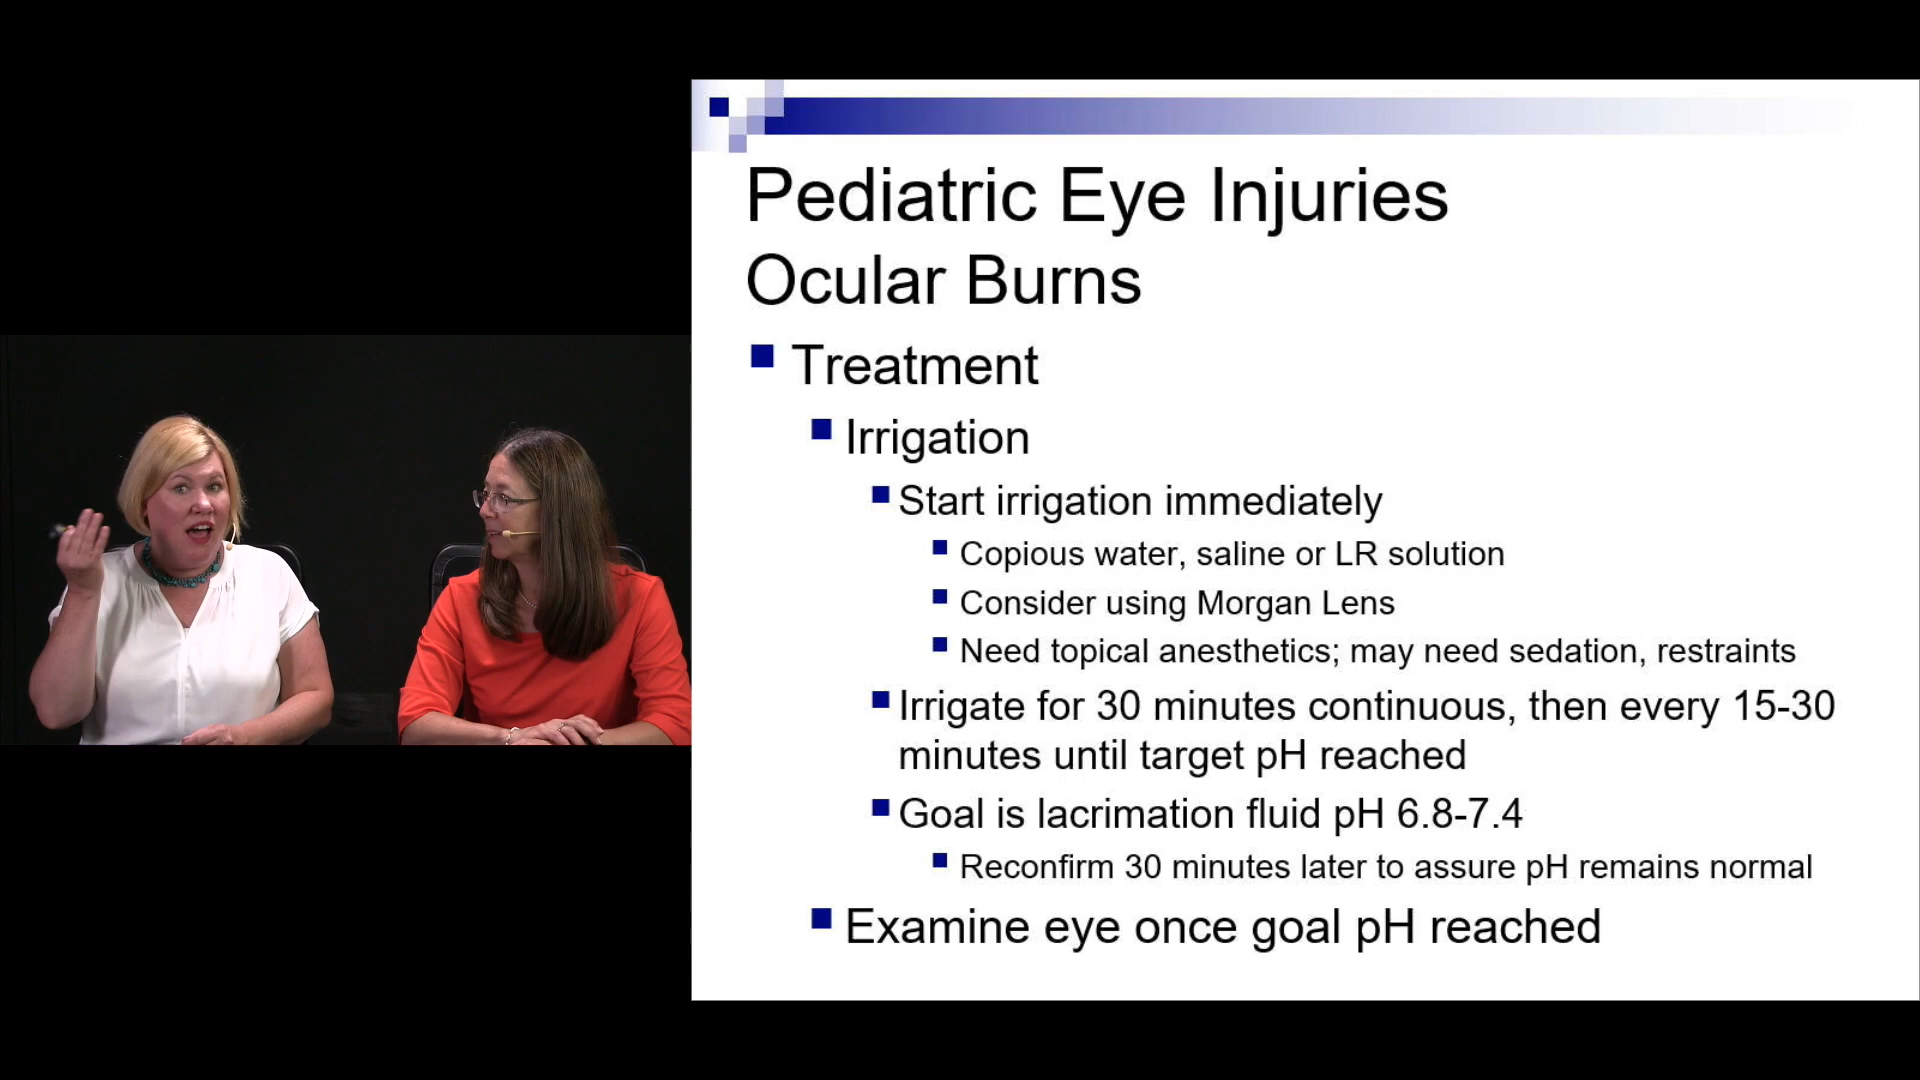 Pediatric Eye Injuries
Ocular Burns
Treatment
Irrigation
Start irrigation immediately
Copious water, saline or LR solution
Consider using Morgan Lens
Need topical anesthetics; may need sedation, restraints
Irrigate for 30 minutes continuous, then every 15-30
minutes until target pH reached
Goal is lacrimation fluid pH 6.8-7.4
Reconfirm 30 minutes later to assure pH remains normal
Examine eye once goal pH reached